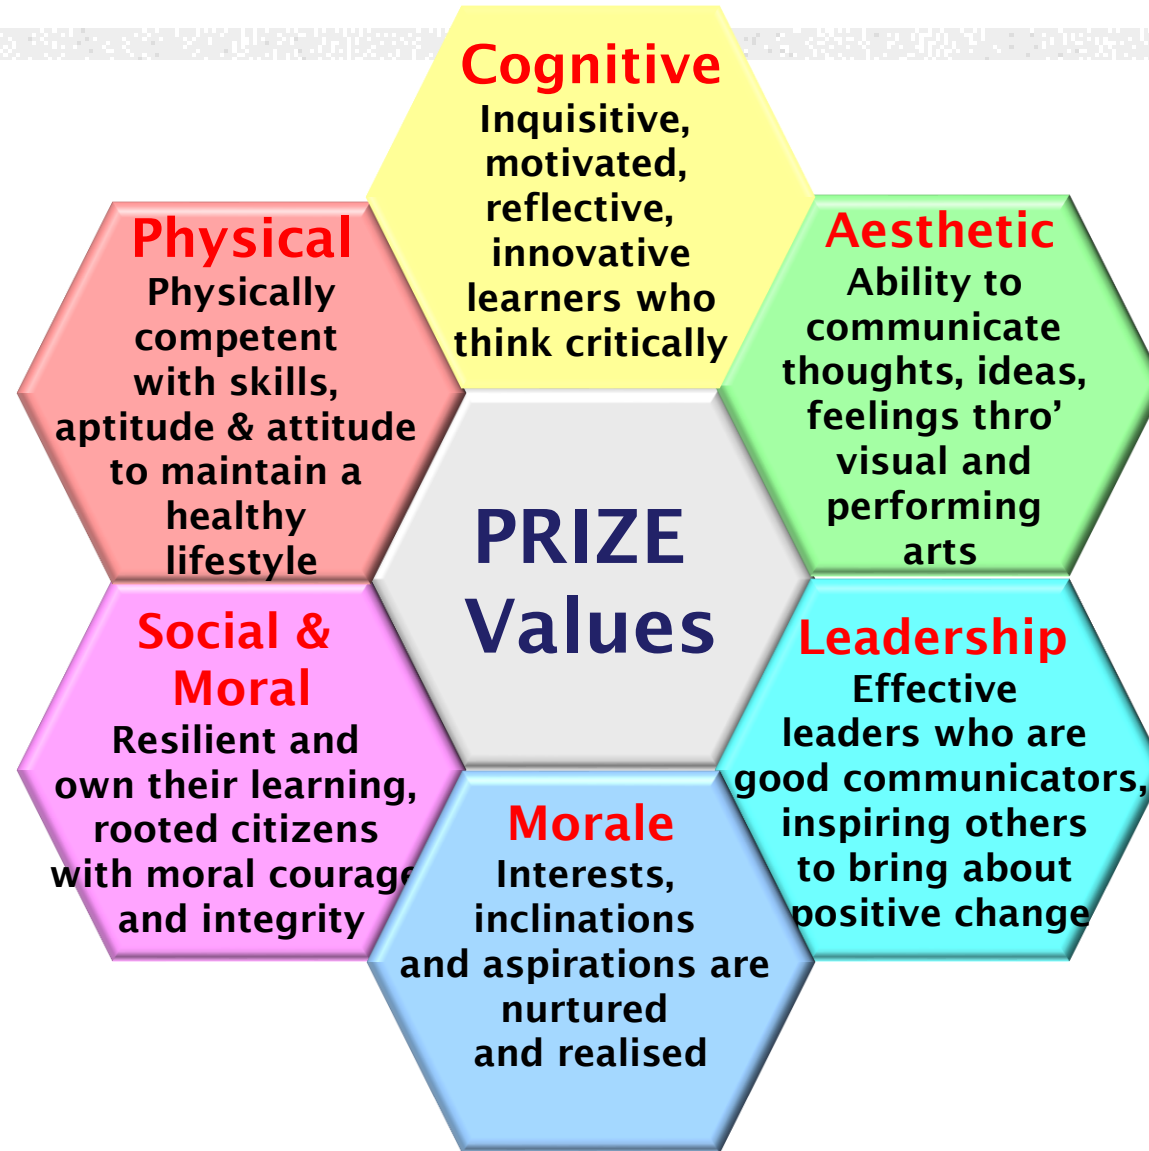 Cognitive
Inquisitive,
motivated,
reflective,
innovative
learners who
think critically
Physical
Physically
competent
with skills,
aptitude & attitude
to maintain a
healthy
lifestyle
Aesthetic
Ability to
communicate
thoughts, ideas,
feelings thro’
visual and
performing
arts
PRIZE
Values
Social &
Moral
Resilient and
own their learning,
rooted citizens
with moral courage
and integrity
Leadership
Effective
leaders who are
good communicators,
inspiring others
to bring about
positive change
Morale
Interests,
inclinations
and aspirations are
nurtured
and realised